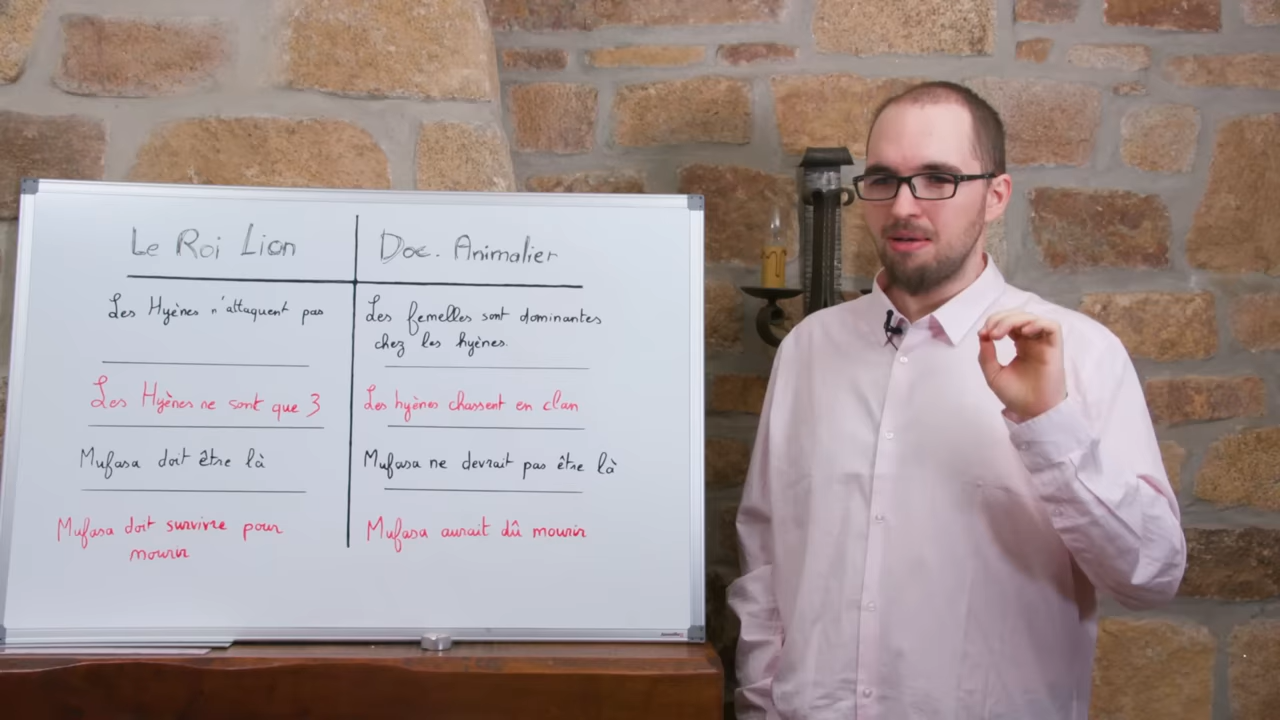 Le Roi Lion
Doc. Animalier
Les Hyènes n'attaquent pas
Les femelles sont dominantes
chez les hyènes.
Les Hyènes ne sont que 3
Les hyènes chassent en clan
Mufasa doit être là
Mufasa ne devrait pas être là
Mufasa doit survivre pour
mourir
Mufasa aurait dû mourir